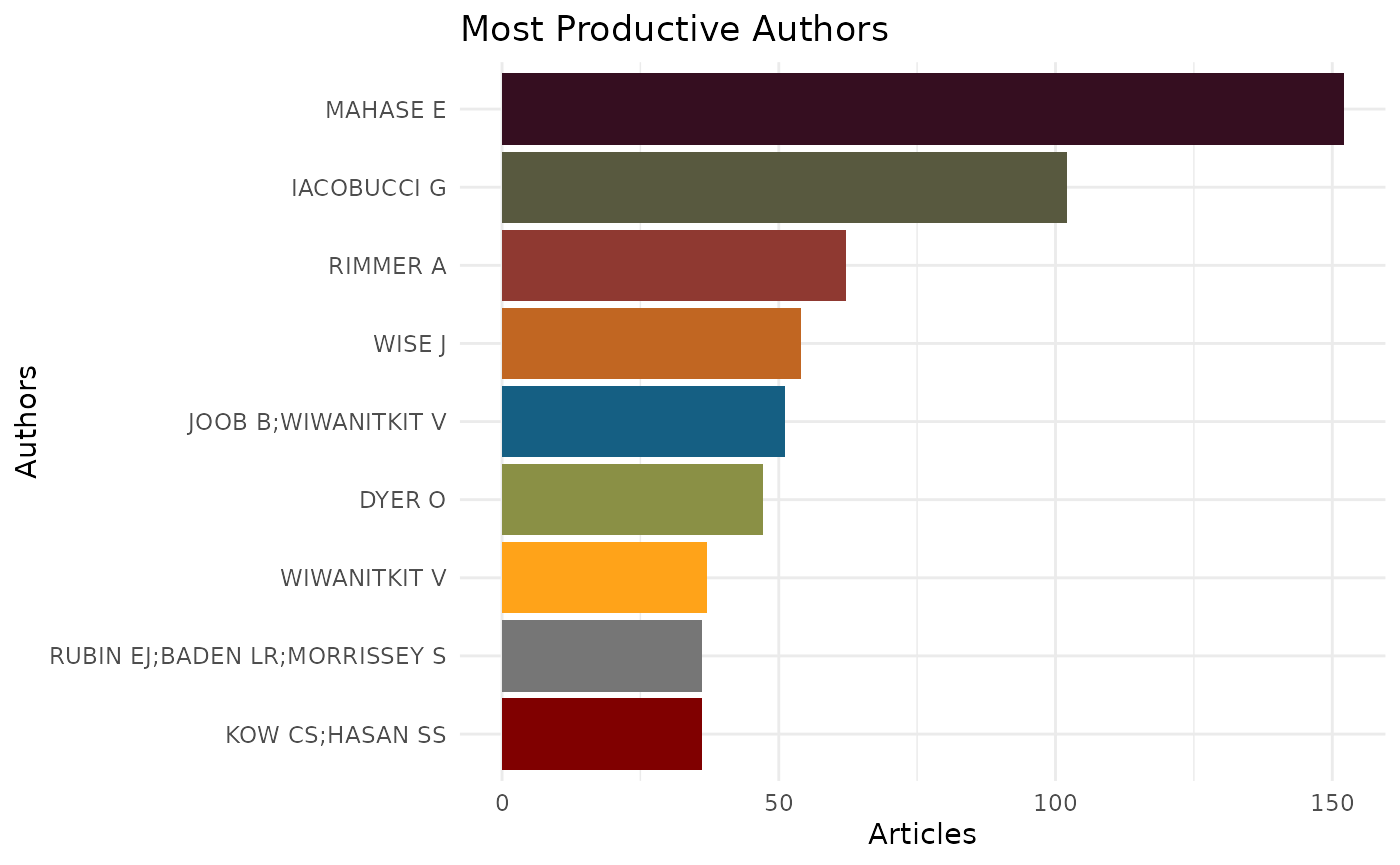 Most Productive Authors
MAHASE E
IACOBUCCI G
RIMMER A
WISE J
JOOB B;WIWANITKIT V
DYER O
WIWANITKIT V
RUBIN EJ;BADEN LR;MORRISSEY S
KOW CS;HASAN SS
Authors
0 50 100 150
Articles